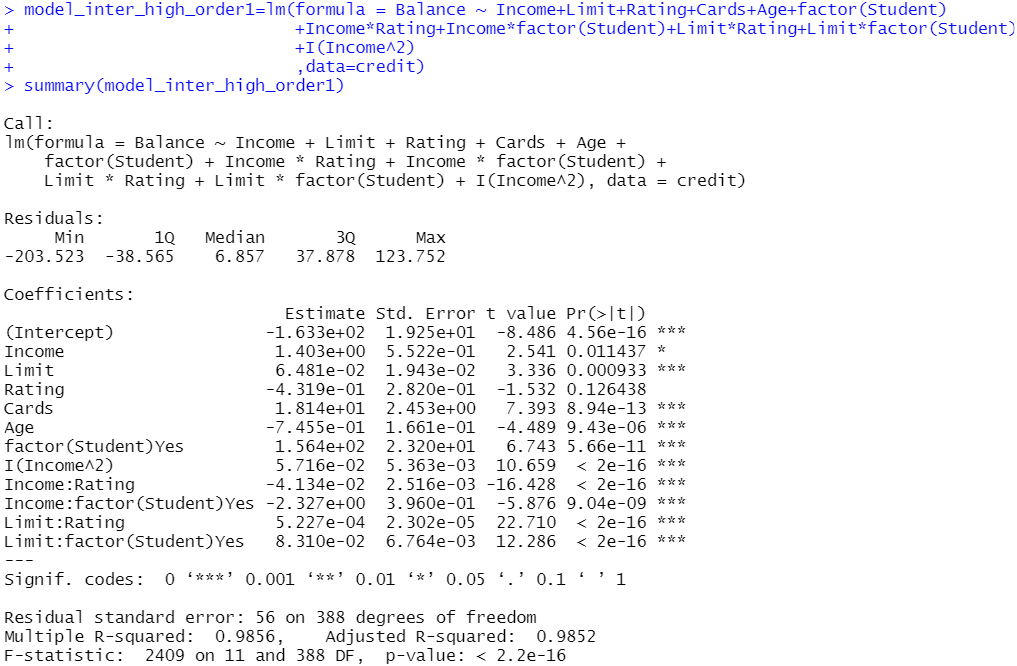 > model_inter_high_order1=lm(formula = Balance ~ Income+Limit+Rating+Cards+Age+factor(Student)
+ +Income*Rating+Income*factor(Student)+Limit*Rating+Limit*factor(Student)
+ +I(Income^2)
+ ,data=credit)
> summary(model_inter_high_order1)
Call:
lm(formula = Balance ~ Income + Limit + Rating + Cards + Age +
factor(Student) + Income * Rating + Income * factor(Student) +
Limit * Rating + Limit * factor(Student) + I(Income^2), data = credit)
Residuals:
Min 1Q Median 3Q Max
-203.523 -38.565 6.857 37.878 123.752
Coefficients:
Estimate Std. Error t value Pr(>|t|)
(Intercept) -1.633e+02 1.925e+01 -8.486 4.56e-16 ***
Income 1.403e+00 5.522e-01 2.541 0.011437 *
Limit 6.481e-02 1.943e-02 3.336 0.000933 ***
Rating -4.319e-01 2.820e-01 -1.532 0.126438
Cards 1.814e+01 2.453e+00 7.393 8.94e-13 ***
Age -7.455e-01 1.661e-01 -4.489 9.43e-06 ***
factor(Student)Yes 1.564e+02 2.320e+01 6.743 5.66e-11 ***
I(Income^2) 5.716e-02 5.363e-03 10.659 < 2e-16 ***
Income:Rating -4.134e-02 2.516e-03 -16.428 < 2e-16 ***
Income:factor(Student)Yes -2.327e+00 3.960e-01 -5.876 9.04e-09 ***
Limit:Rating 5.227e-04 2.302e-05 22.710 < 2e-16 ***
Limit:factor(Student)Yes 8.310e-02 6.764e-03 12.286 < 2e-16 ***
---
Signif. codes: 0 ‘***’ 0.001 ‘**’ 0.01 ‘*’ 0.05 ‘.’ 0.1 ‘ ’ 1
Residual standard error: 56 on 388 degrees of freedom
Multiple R-squared: 0.9856, Adjusted R-squared: 0.9852
F-statistic: 2409 on 11 and 388 DF, p-value: < 2.2e-16